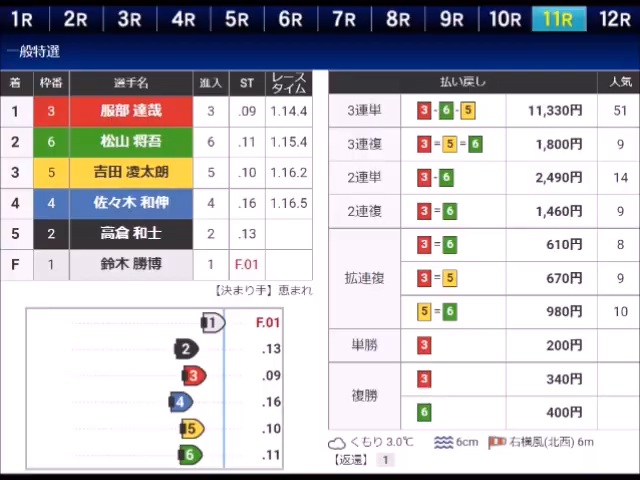 1R 2R 3R 4R 5R 6R 7R 8R 9R 10R 11R 12R
一般特選
着 枠番 選手名 進入 ST レースタイム
1 3 服部 達哉 3 .09 1.14.4
2 6 松山 将吾 6 .11 1.15.4
3 5 吉田 凌太朗 5 .10 1.16.2
4 4 佐々木 和伸 4 .16 1.16.5
5 2 高倉 和士 2 .13
F 1 鈴木 勝博 1 F.01
【決まり手】恵まれ
1 F.01
2 .13
3 .09
4 .16
5 .10
6 .11
払い戻し 人気
3連単 3-6-5 11,330円 51
3連複 3=5=6 1,800円 9
2連単 3-6 2,490円 14
2連複 3=6 1,460円 9
拡連複 3=6 610円 8
3=5 670円 9
5=6 980円 10
単勝 3 200円
複勝 3 340円
6 400円
くもり 3.0℃ 6cm 右横風(北西) 6m
【返還】 1